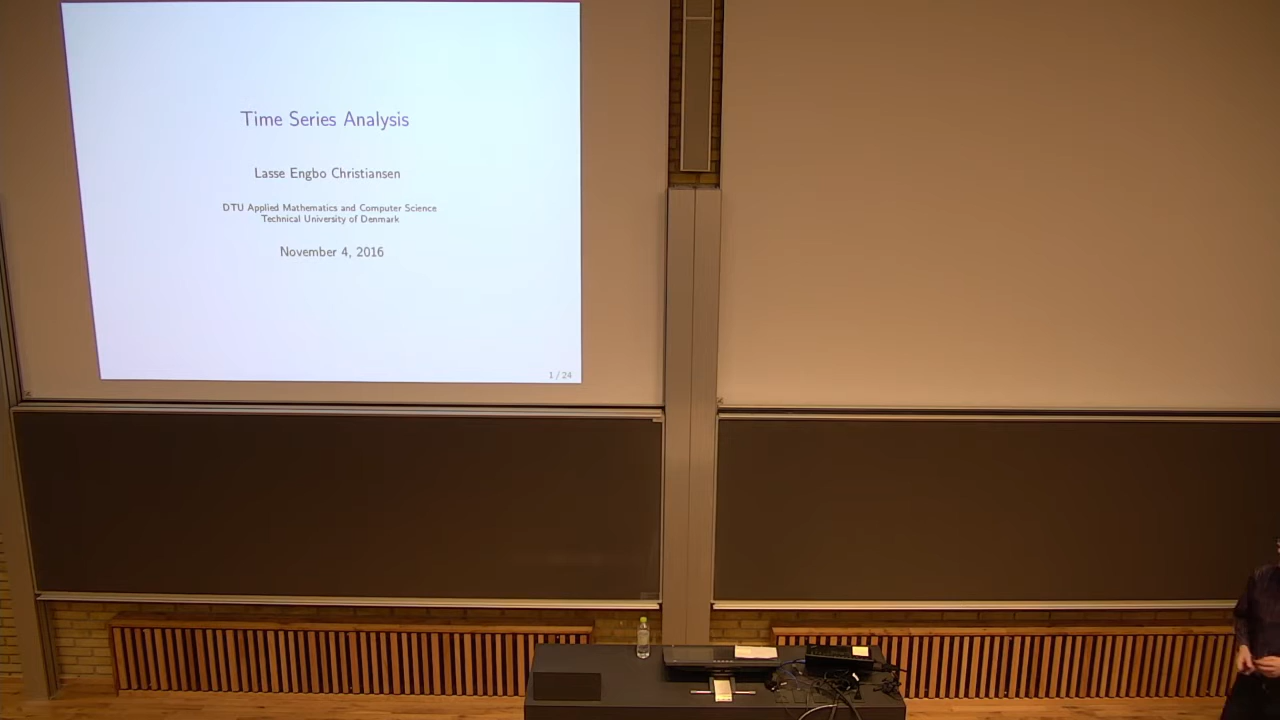 Time Series Analysis
Lasse Engbo Christiansen
DTU Applied Mathematics and Computer Science
Technical University of Denmark
November 4, 2016
1 / 24